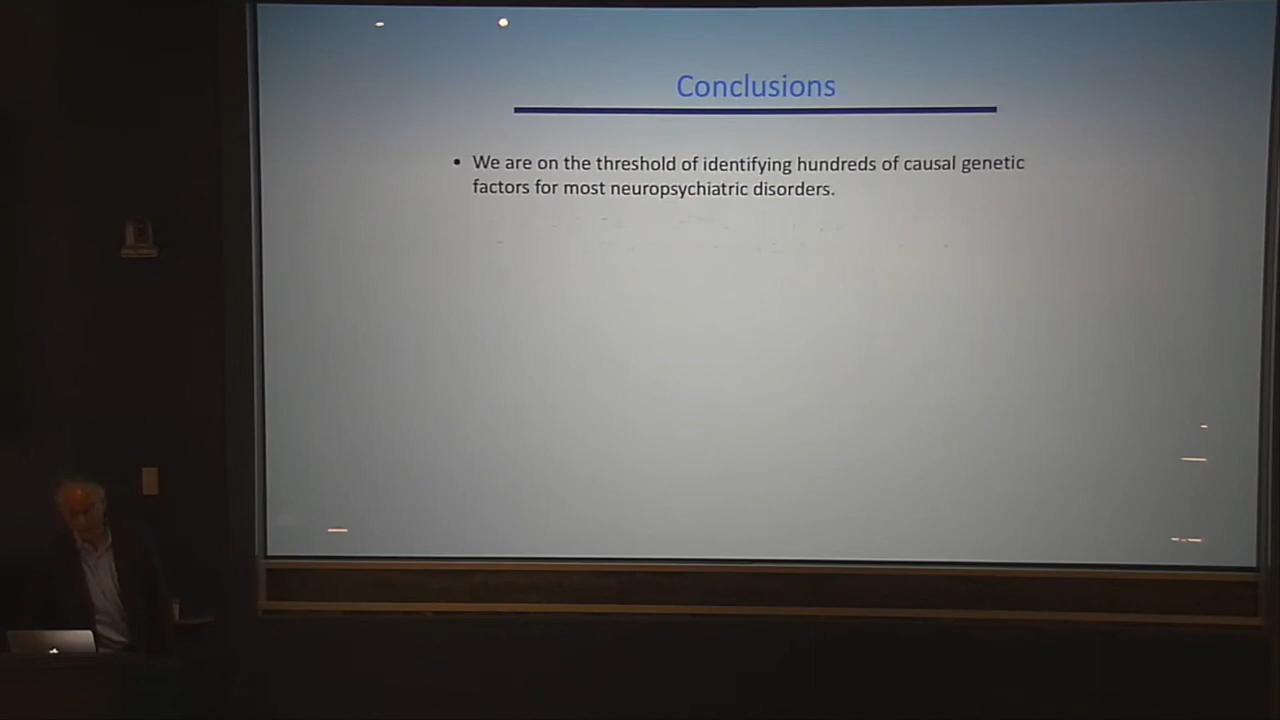 Conclusions
• We are on the threshold of identifying hundreds of causal genetic
factors for most neuropsychiatric disorders.